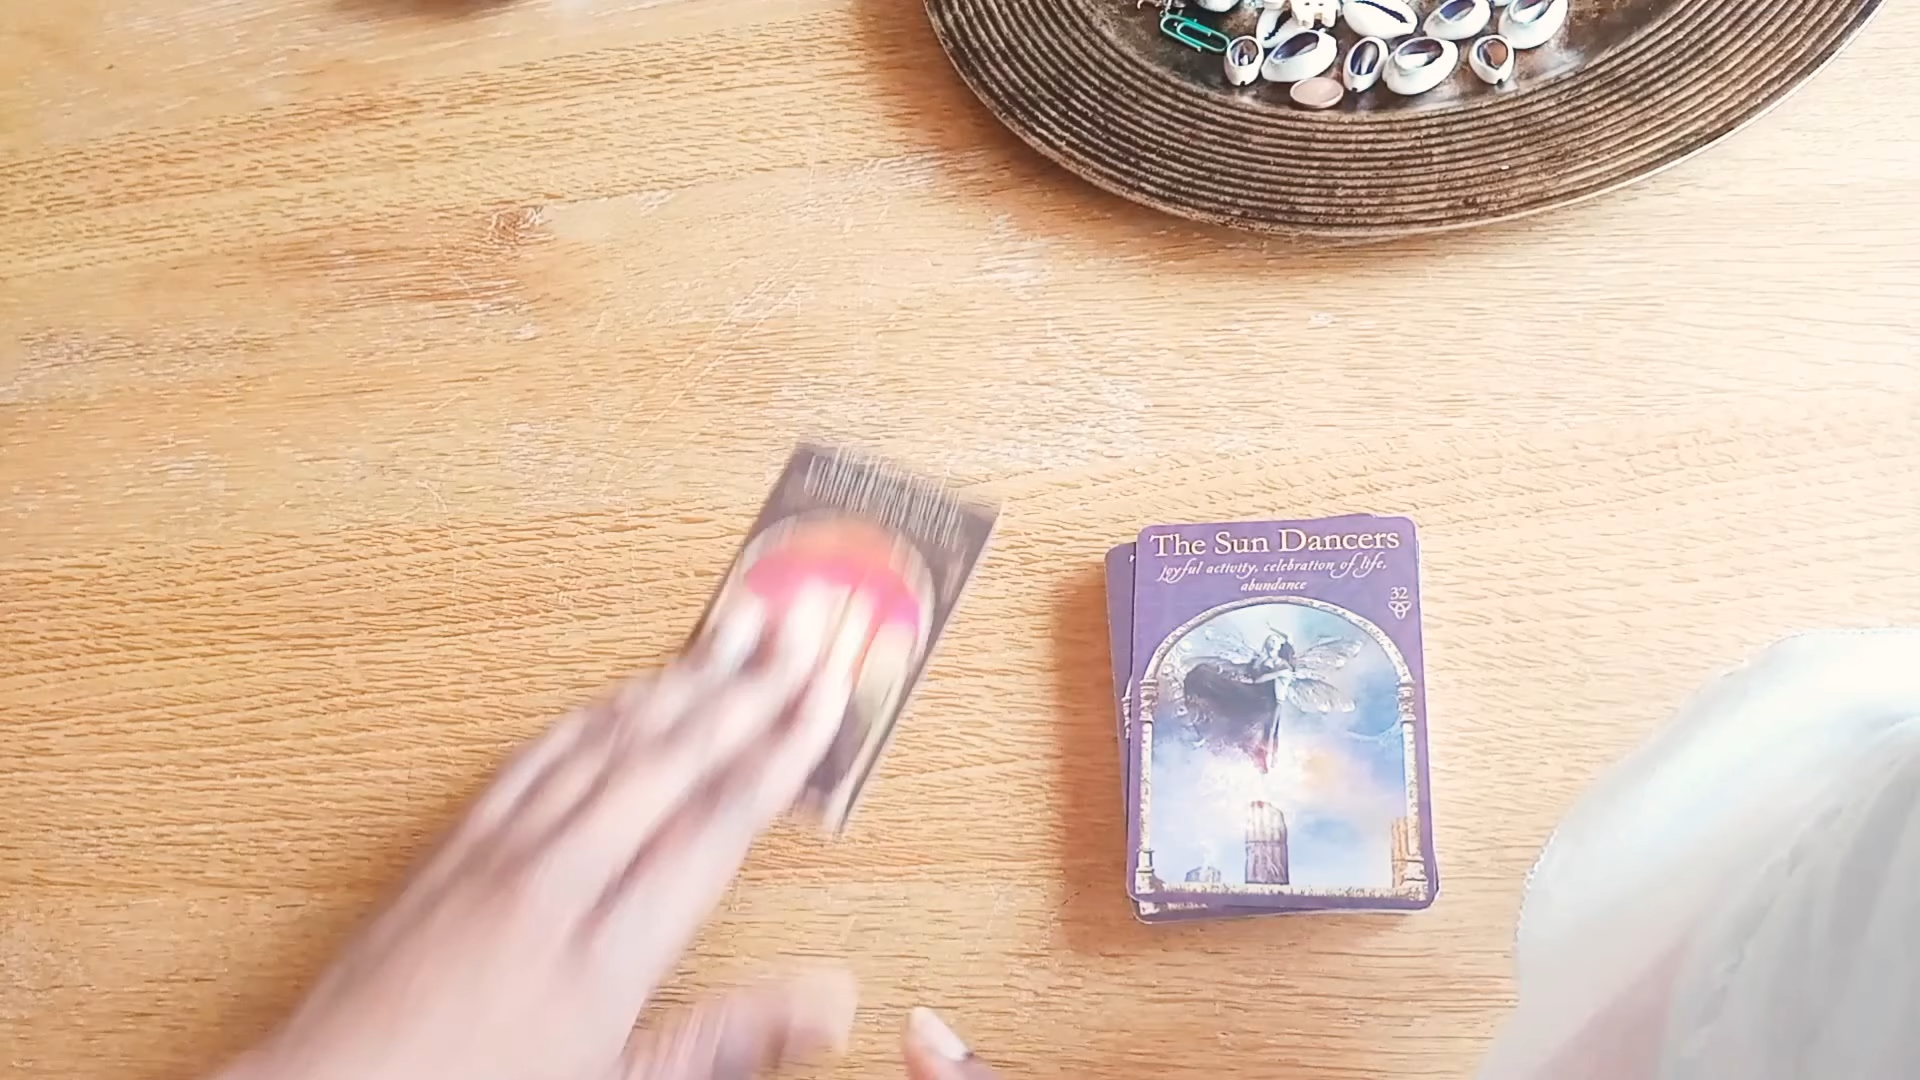 The Sun Dancers
joyful activity, celebration of life,
abundance
32